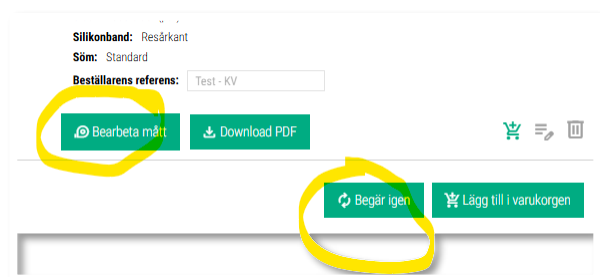 Silikonband: Resårkant
Söm: Standard
Beställarens referens: Test - KV
Bearbeta mått Download PDF
Begär igen Lägg till i varukorgen